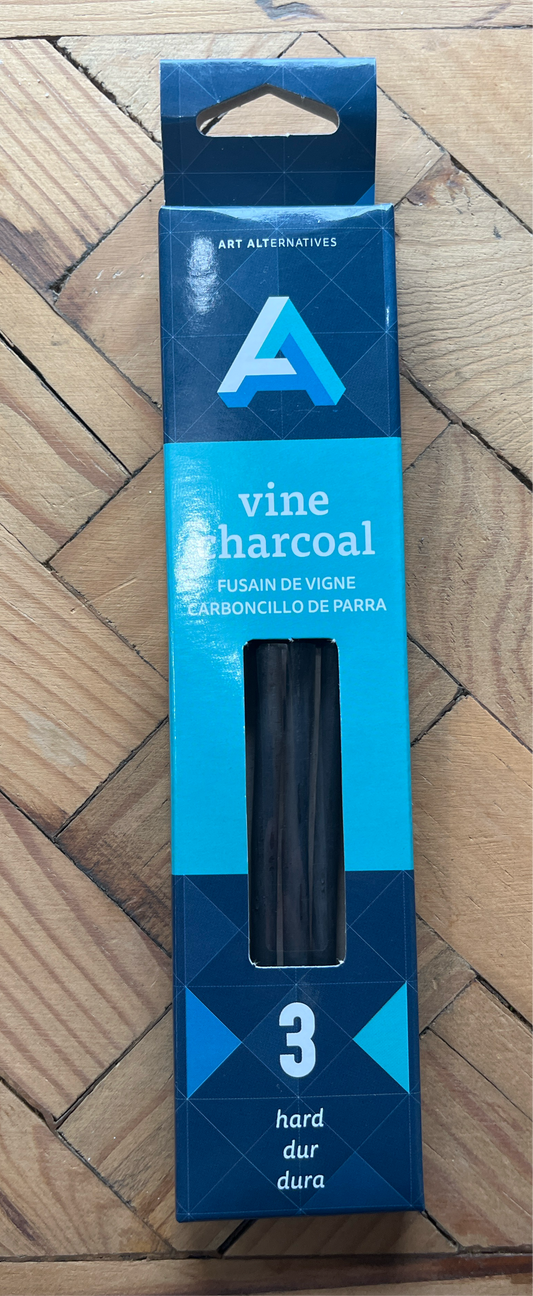 ART ALTERNATIVES
vine
charcoal
FUSAIN DE VIGNE
CARBONCILLO DE PARRA
3
hard
dur
dura